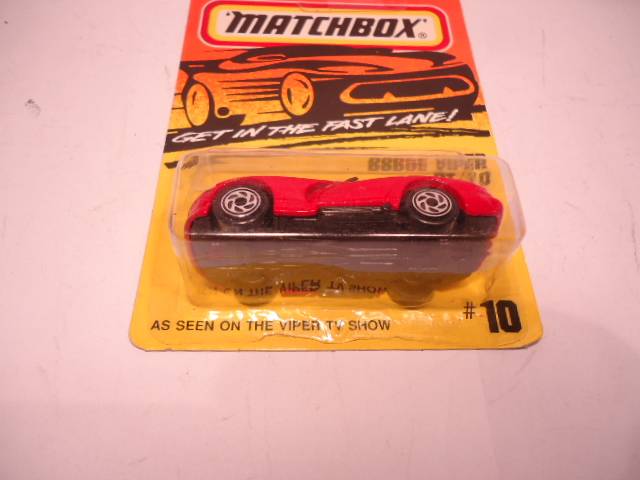 MATCHBOX®
GET IN THE FAST LANE!
AS SEEN ON THE VIPER TV SHOW
#10